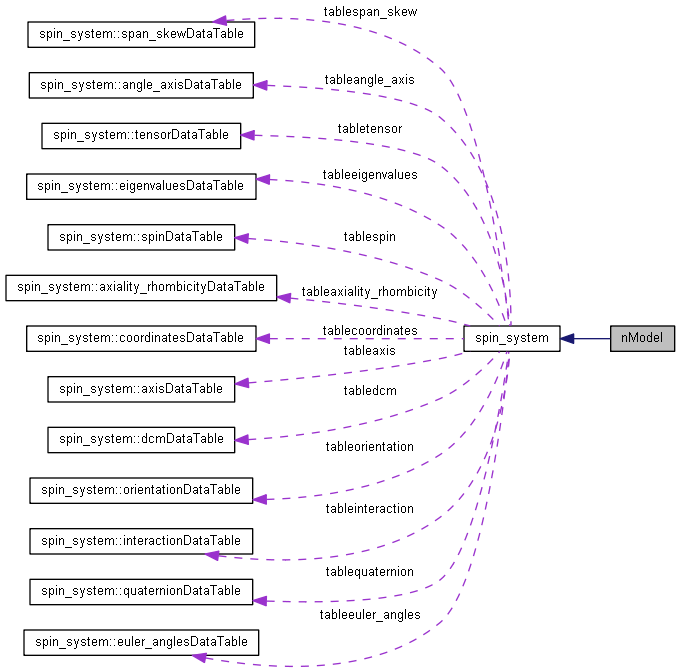 tablespan_skew
spin_system::span_skewDataTable
tableangle_axis
spin_system::angle_axisDataTable
tabletensor
spin_system::tensorDataTable
tableeigenvalues
spin_system::eigenvaluesDataTable
tablespin
spin_system::spinDataTable
spin_system::axiality_rhombicityDataTable
tableaxiality_rhombicity
tablecoordinates
spin_system::coordinatesDataTable
spin_system
nModel
tableaxis
spin_system::axisDataTable
tabledcm
spin_system::dcmDataTable
tableorientation
spin_system::orientationDataTable
tableinteraction
spin_system::interactionDataTable
tablequaternion
spin_system::quaternionDataTable
tableeuler_angles
spin_system::euler_anglesDataTable